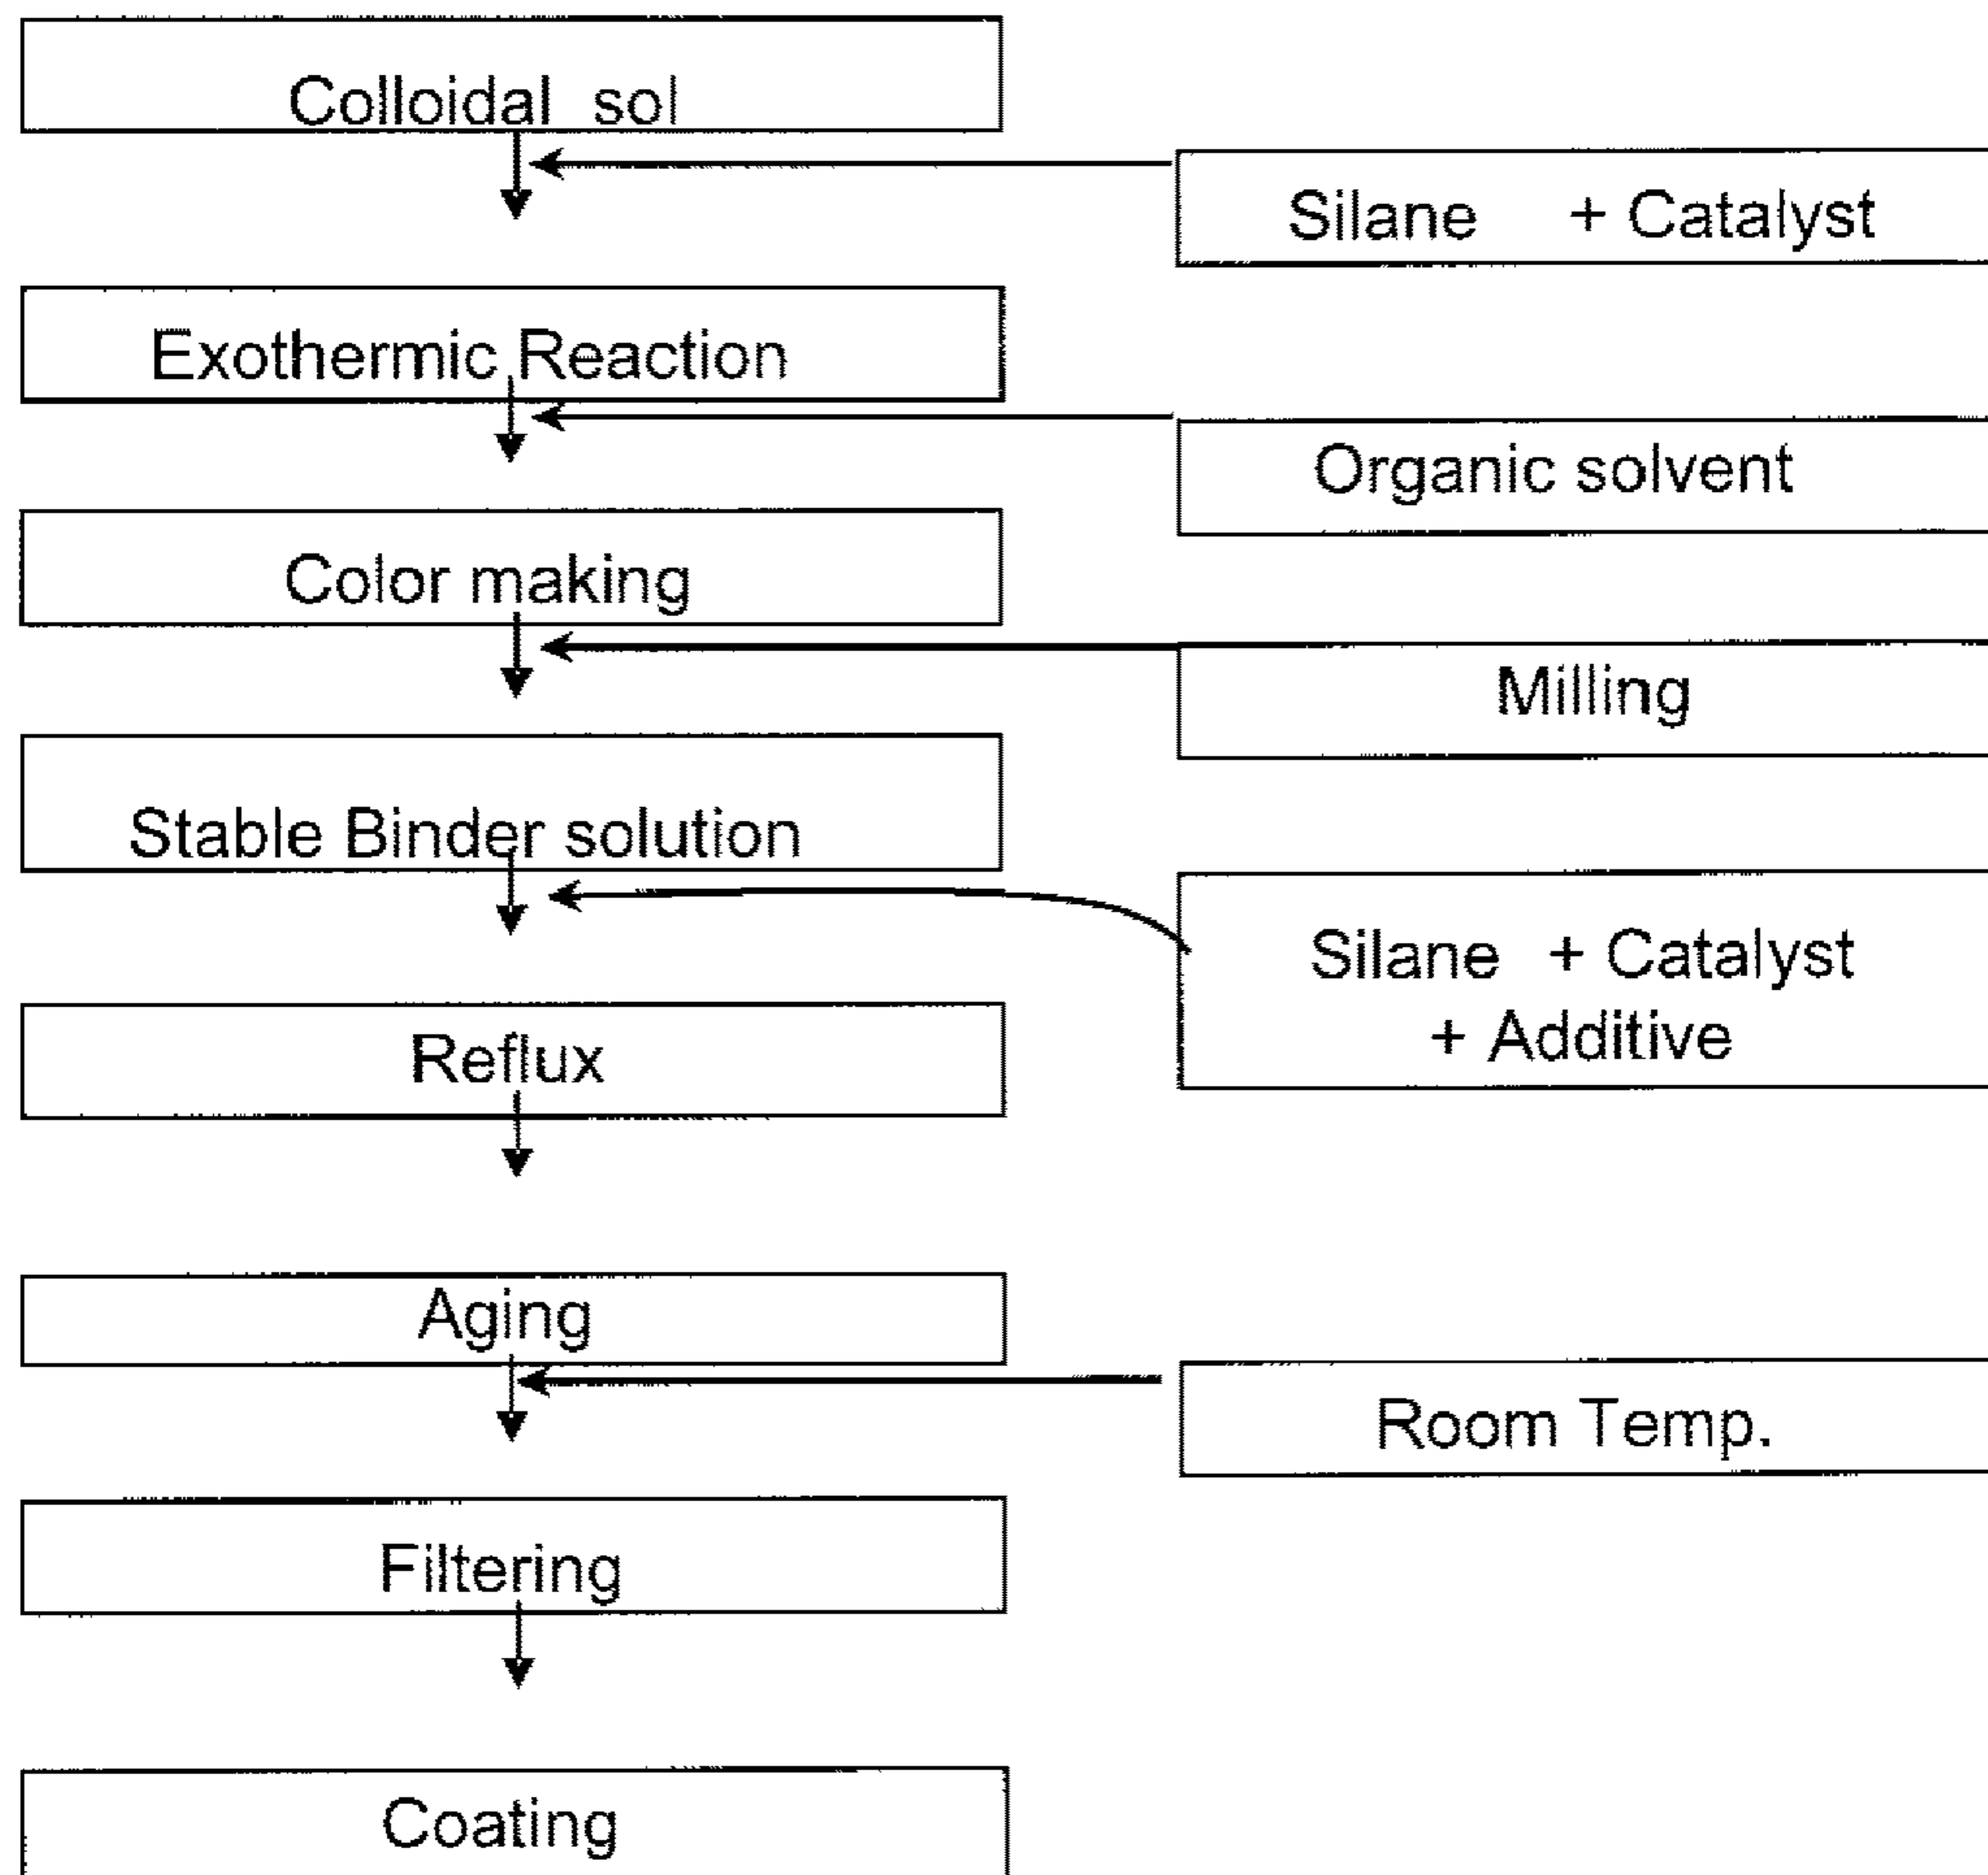 Colloidal sol
Silane + Catalyst
Exothermic Reaction
Organic solvent
Color making
Milling
Stable Binder solution
Silane + Catalyst
+ Additive
Reflux
Aging
Room Temp.
Filtering
Coating